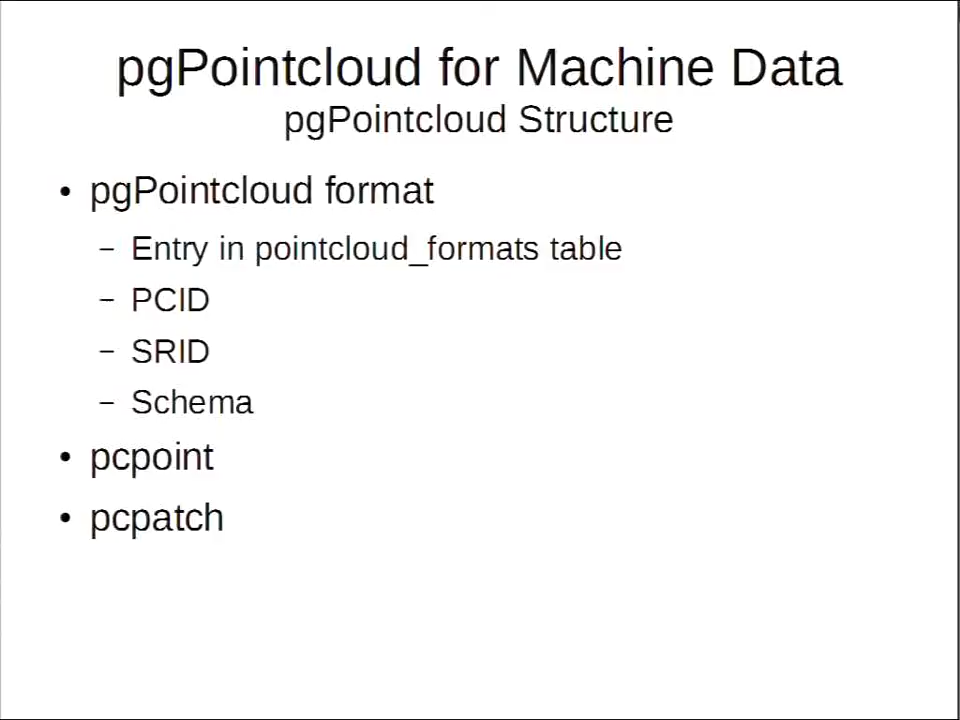 pgPointcloud for Machine Data
pgPointcloud Structure
• pgPointcloud format
– Entry in pointcloud_formats table
– PCID
– SRID
– Schema
• pcpoint
• pcpatch